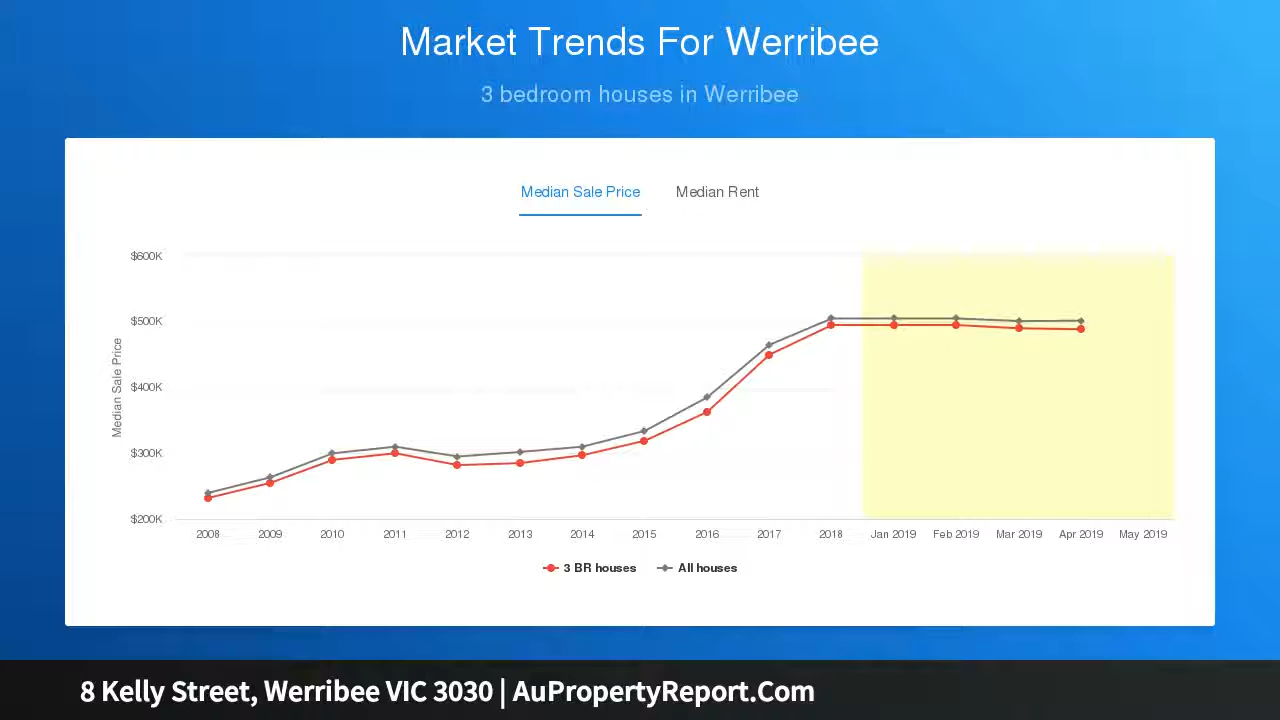 Market Trends For Werribee
3 bedroom houses in Werribee
Median Sale Price Median Rent
Median Sale Price
$600K
$500K
$400K
$300K
$200K
2008 2009 2010 2011 2012 2013 2014 2015 2016 2017 2018 Jan 2019 Feb 2019 Mar 2019 Apr 2019 May 2019
3 BR houses All houses
8 Kelly Street, Werribee VIC 3030 | AuPropertyReport.Com